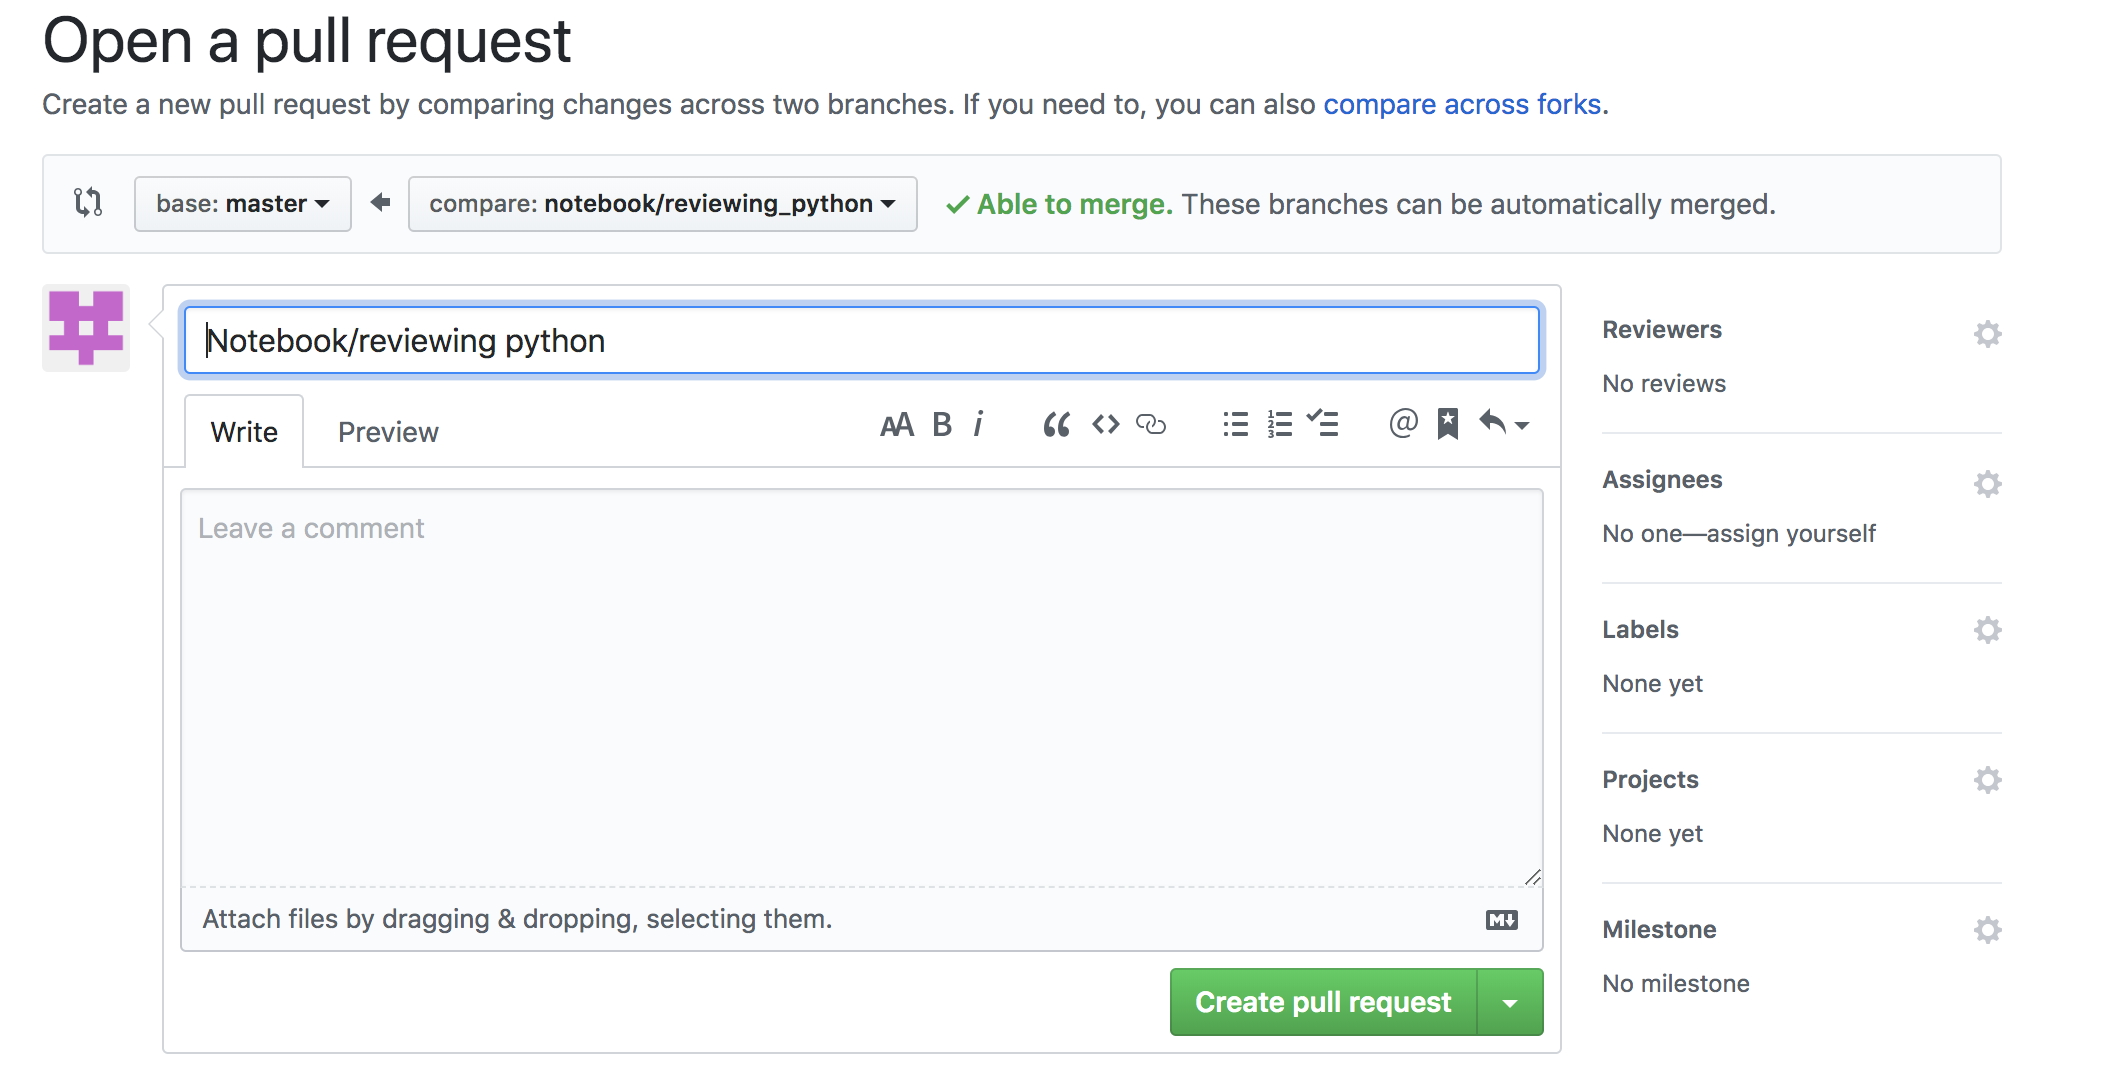 Open a pull request
Create a new pull request by comparing changes across two branches. If you need to, you can also compare across forks.
base: master compare: notebook/reviewing_python Able to merge. These branches can be automatically merged.
Notebook/reviewing python
Write Preview AA B i 1 2 3 @
Leave a comment
Attach files by dragging & dropping, selecting them. M
Create pull request
Reviewers
No reviews
Assignees
No one—assign yourself
Labels
None yet
Projects
None yet
Milestone
No milestone